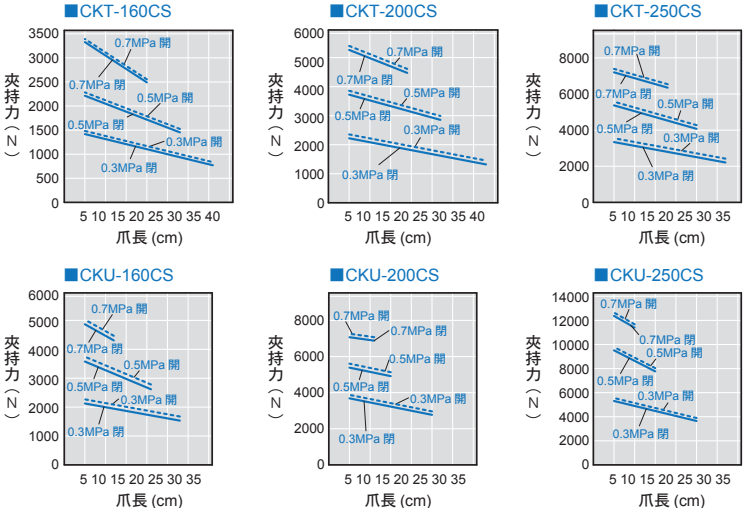 ■CKT-160CS
3500
3000
2500
2000
1500
1000
500
0
夾持力（N）
0.7MPa 開
0.7MPa 閉
0.5MPa 開
0.5MPa 閉
0.3MPa 開
0.3MPa 閉
5 10 15 20 25 30 35 40
爪長 (cm)
■CKT-200CS
6000
5000
4000
3000
2000
1000
0
夾持力（N）
0.7MPa 開
0.7MPa 閉
0.5MPa 開
0.5MPa 閉
0.3MPa 開
0.3MPa 閉
5 10 15 20 25 30 35 40
爪長 (cm)
■CKT-250CS
8000
6000
4000
2000
0
夾持力（N）
0.7MPa 開
0.7MPa 閉
0.5MPa 開
0.5MPa 閉
0.3MPa 開
0.3MPa 閉
5 10 15 20 25 30 35
爪長 (cm)
■CKU-160CS
6000
5000
4000
3000
2000
1000
0
夾持力（N）
0.7MPa 開
0.7MPa 閉
0.5MPa 開
0.5MPa 閉
0.3MPa 開
0.3MPa 閉
5 10 15 20 25 30 35
爪長 (cm)
■CKU-200CS
8000
6000
4000
2000
0
夾持力（N）
0.7MPa 開
0.7MPa 閉
0.5MPa 開
0.5MPa 閉
0.3MPa 開
0.3MPa 閉
5 10 15 20 25 30 35
爪長 (cm)
■CKU-250CS
14000
12000
10000
8000
6000
4000
2000
0
夾持力（N）
0.7MPa 開
0.7MPa 閉
0.5MPa 開
0.5MPa 閉
0.3MPa 開
0.3MPa 閉
5 10 15 20 25 30 35
爪長 (cm)